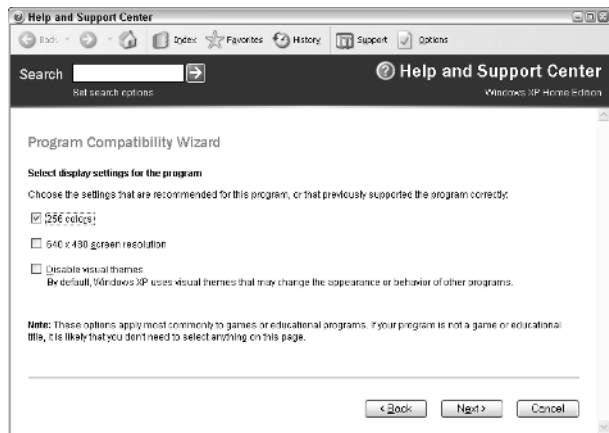 Help and Support Center
Back Index Favorites History Support Options
Search
Set search options
Help and Support Center
Windows XP Home Edition
Program Compatibility Wizard
Select display settings for the program
Choose the settings that are recommended for this program, or that previously supported the program correctly:
256 colors
640 x 480 screen resolution
Disable visual themes
By default, Windows XP uses visual themes that may change the appearance or behavior of other programs.
Note: These options apply most commonly to games or educational programs. If your program is not a game or educational
title, it is likely that you don't need to select anything on this page.
< Back Next > Cancel